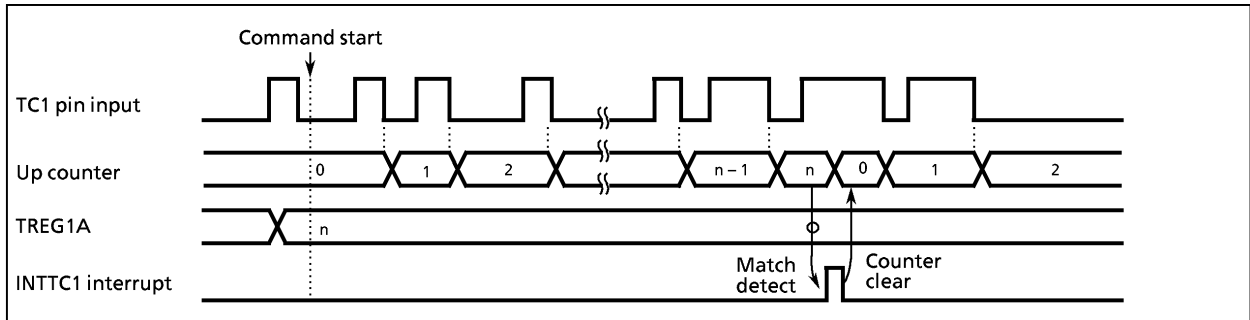 Command start
TC1 pin input
Up counter 0 1 2 n – 1 n 0 1 2
TREG1A n
INTTC1 interrupt
Match
detect
Counter
clear